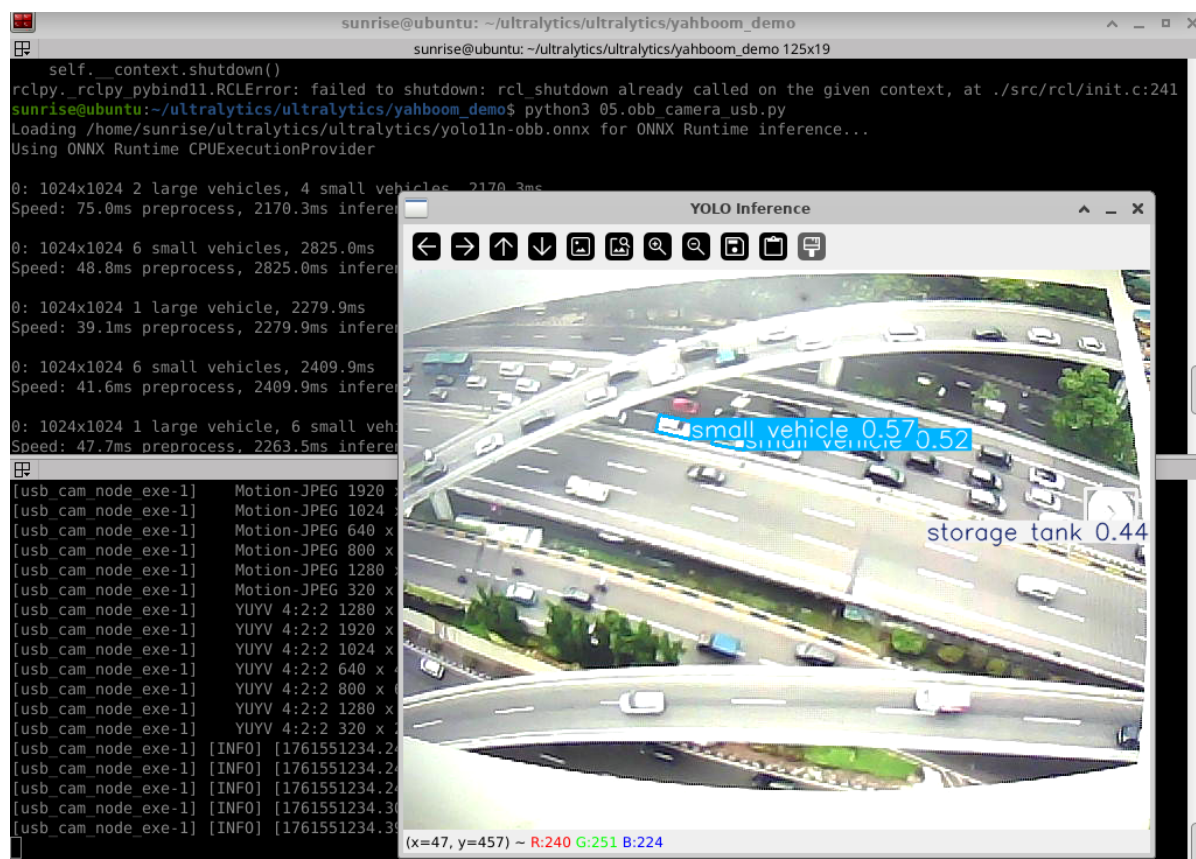 sunrise@ubuntu: ~/ultralytics/ultralytics/yahboom_demo
sunrise@ubuntu: ~/ultralytics/ultralytics/yahboom_demo 125x19
self.__context.shutdown()
rclpy._rclpy_pybind11.RCLError: failed to shutdown: rcl_shutdown already called on the given context, at ./src/rcl/init.c:241
sunrise@ubuntu:~/ultralytics/ultralytics/yahboom_demo$ python3 05.obb_camera_usb.py
Loading /home/sunrise/ultralytics/ultralytics/yolo11n-obb.onnx for ONNX Runtime inference...
Using ONNX Runtime CPUExecutionProvider
0: 1024x1024 2 large vehicles, 4 small vehicles, 2170.3ms
Speed: 75.0ms preprocess, 2170.3ms infere
0: 1024x1024 6 small vehicles, 2825.0ms
Speed: 48.8ms preprocess, 2825.0ms infere
0: 1024x1024 1 large vehicle, 2279.9ms
Speed: 39.1ms preprocess, 2279.9ms infere
0: 1024x1024 6 small vehicles, 2409.9ms
Speed: 41.6ms preprocess, 2409.9ms infere
0: 1024x1024 1 large vehicle, 6 small veh
Speed: 47.7ms preprocess, 2263.5ms infere
[usb_cam_node_exe-1] Motion-JPEG 1920
[usb_cam_node_exe-1] Motion-JPEG 1024
[usb_cam_node_exe-1] Motion-JPEG 640 x
[usb_cam_node_exe-1] Motion-JPEG 800 x
[usb_cam_node_exe-1] Motion-JPEG 1280
[usb_cam_node_exe-1] Motion-JPEG 320 x
[usb_cam_node_exe-1] YUYV 4:2:2 1280 x
[usb_cam_node_exe-1] YUYV 4:2:2 1920 x
[usb_cam_node_exe-1] YUYV 4:2:2 1024 x
[usb_cam_node_exe-1] YUYV 4:2:2 640 x
[usb_cam_node_exe-1] YUYV 4:2:2 800 x
[usb_cam_node_exe-1] YUYV 4:2:2 1280 x
[usb_cam_node_exe-1] YUYV 4:2:2 320 x
[usb_cam_node_exe-1] [INFO] [1761551234.24
[usb_cam_node_exe-1] [INFO] [1761551234.24
[usb_cam_node_exe-1] [INFO] [1761551234.24
[usb_cam_node_exe-1] [INFO] [1761551234.30
[usb_cam_node_exe-1] [INFO] [1761551234.39
YOLO Inference
small vehicle 0.57
small vehicle 0.52
storage tank 0.44
(x=47, y=457) ~ R:240 G:251 B:224